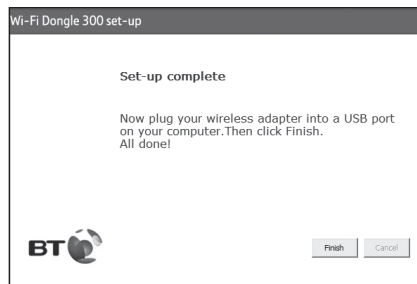 Wi-Fi Dongle 300 set-up
Set-up complete
Now plug your wireless adapter into a USB port
on your computer.Then click Finish.
All done!
BT
Finish Cancel